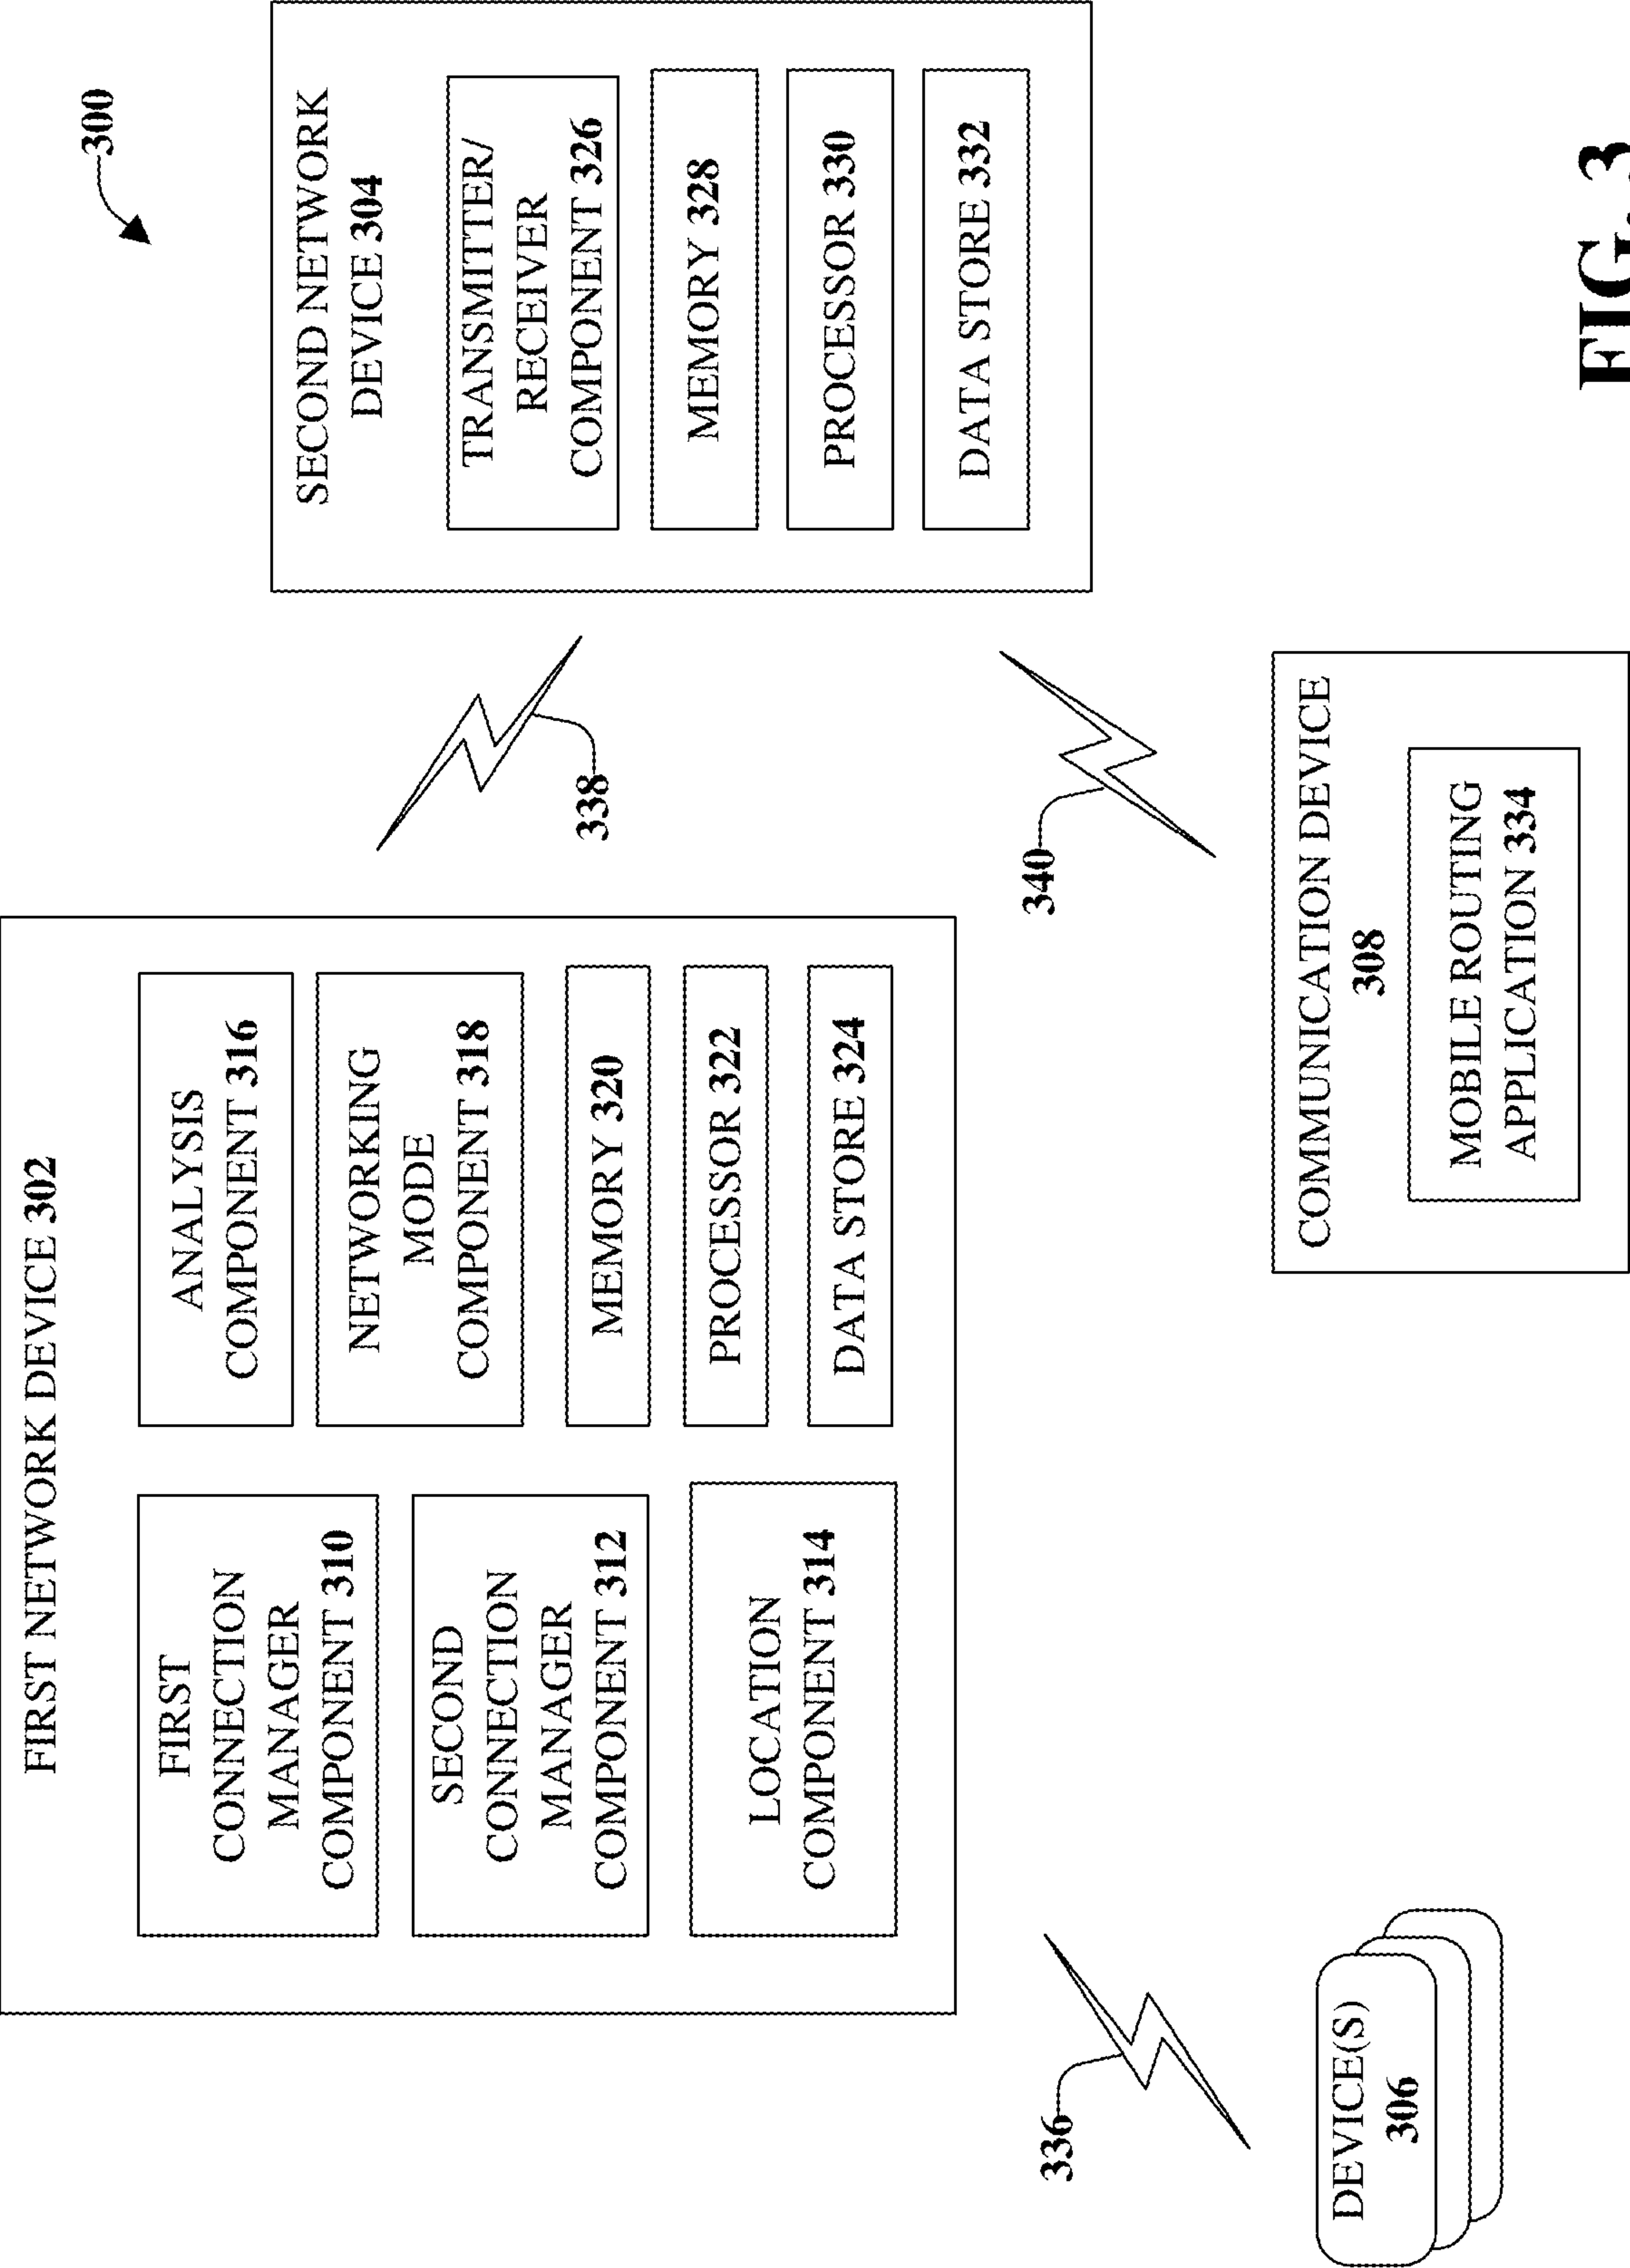 300
FIRST NETWORK DEVICE 302
FIRST
CONNECTION
MANAGER
COMPONENT 310
SECOND
CONNECTION
MANAGER
COMPONENT 312
LOCATION
COMPONENT 314
ANALYSIS
COMPONENT 316
NETWORKING
MODE
COMPONENT 318
MEMORY 320
PROCESSOR 322
DATA STORE 324
SECOND NETWORK
DEVICE 304
TRANSMITTER/
RECEIVER
COMPONENT 326
MEMORY 328
PROCESSOR 330
DATA STORE 332
338
340
336
DEVICE(S)
306
COMMUNICATION DEVICE
308
MOBILE ROUTING
APPLICATION 334
FIG. 3